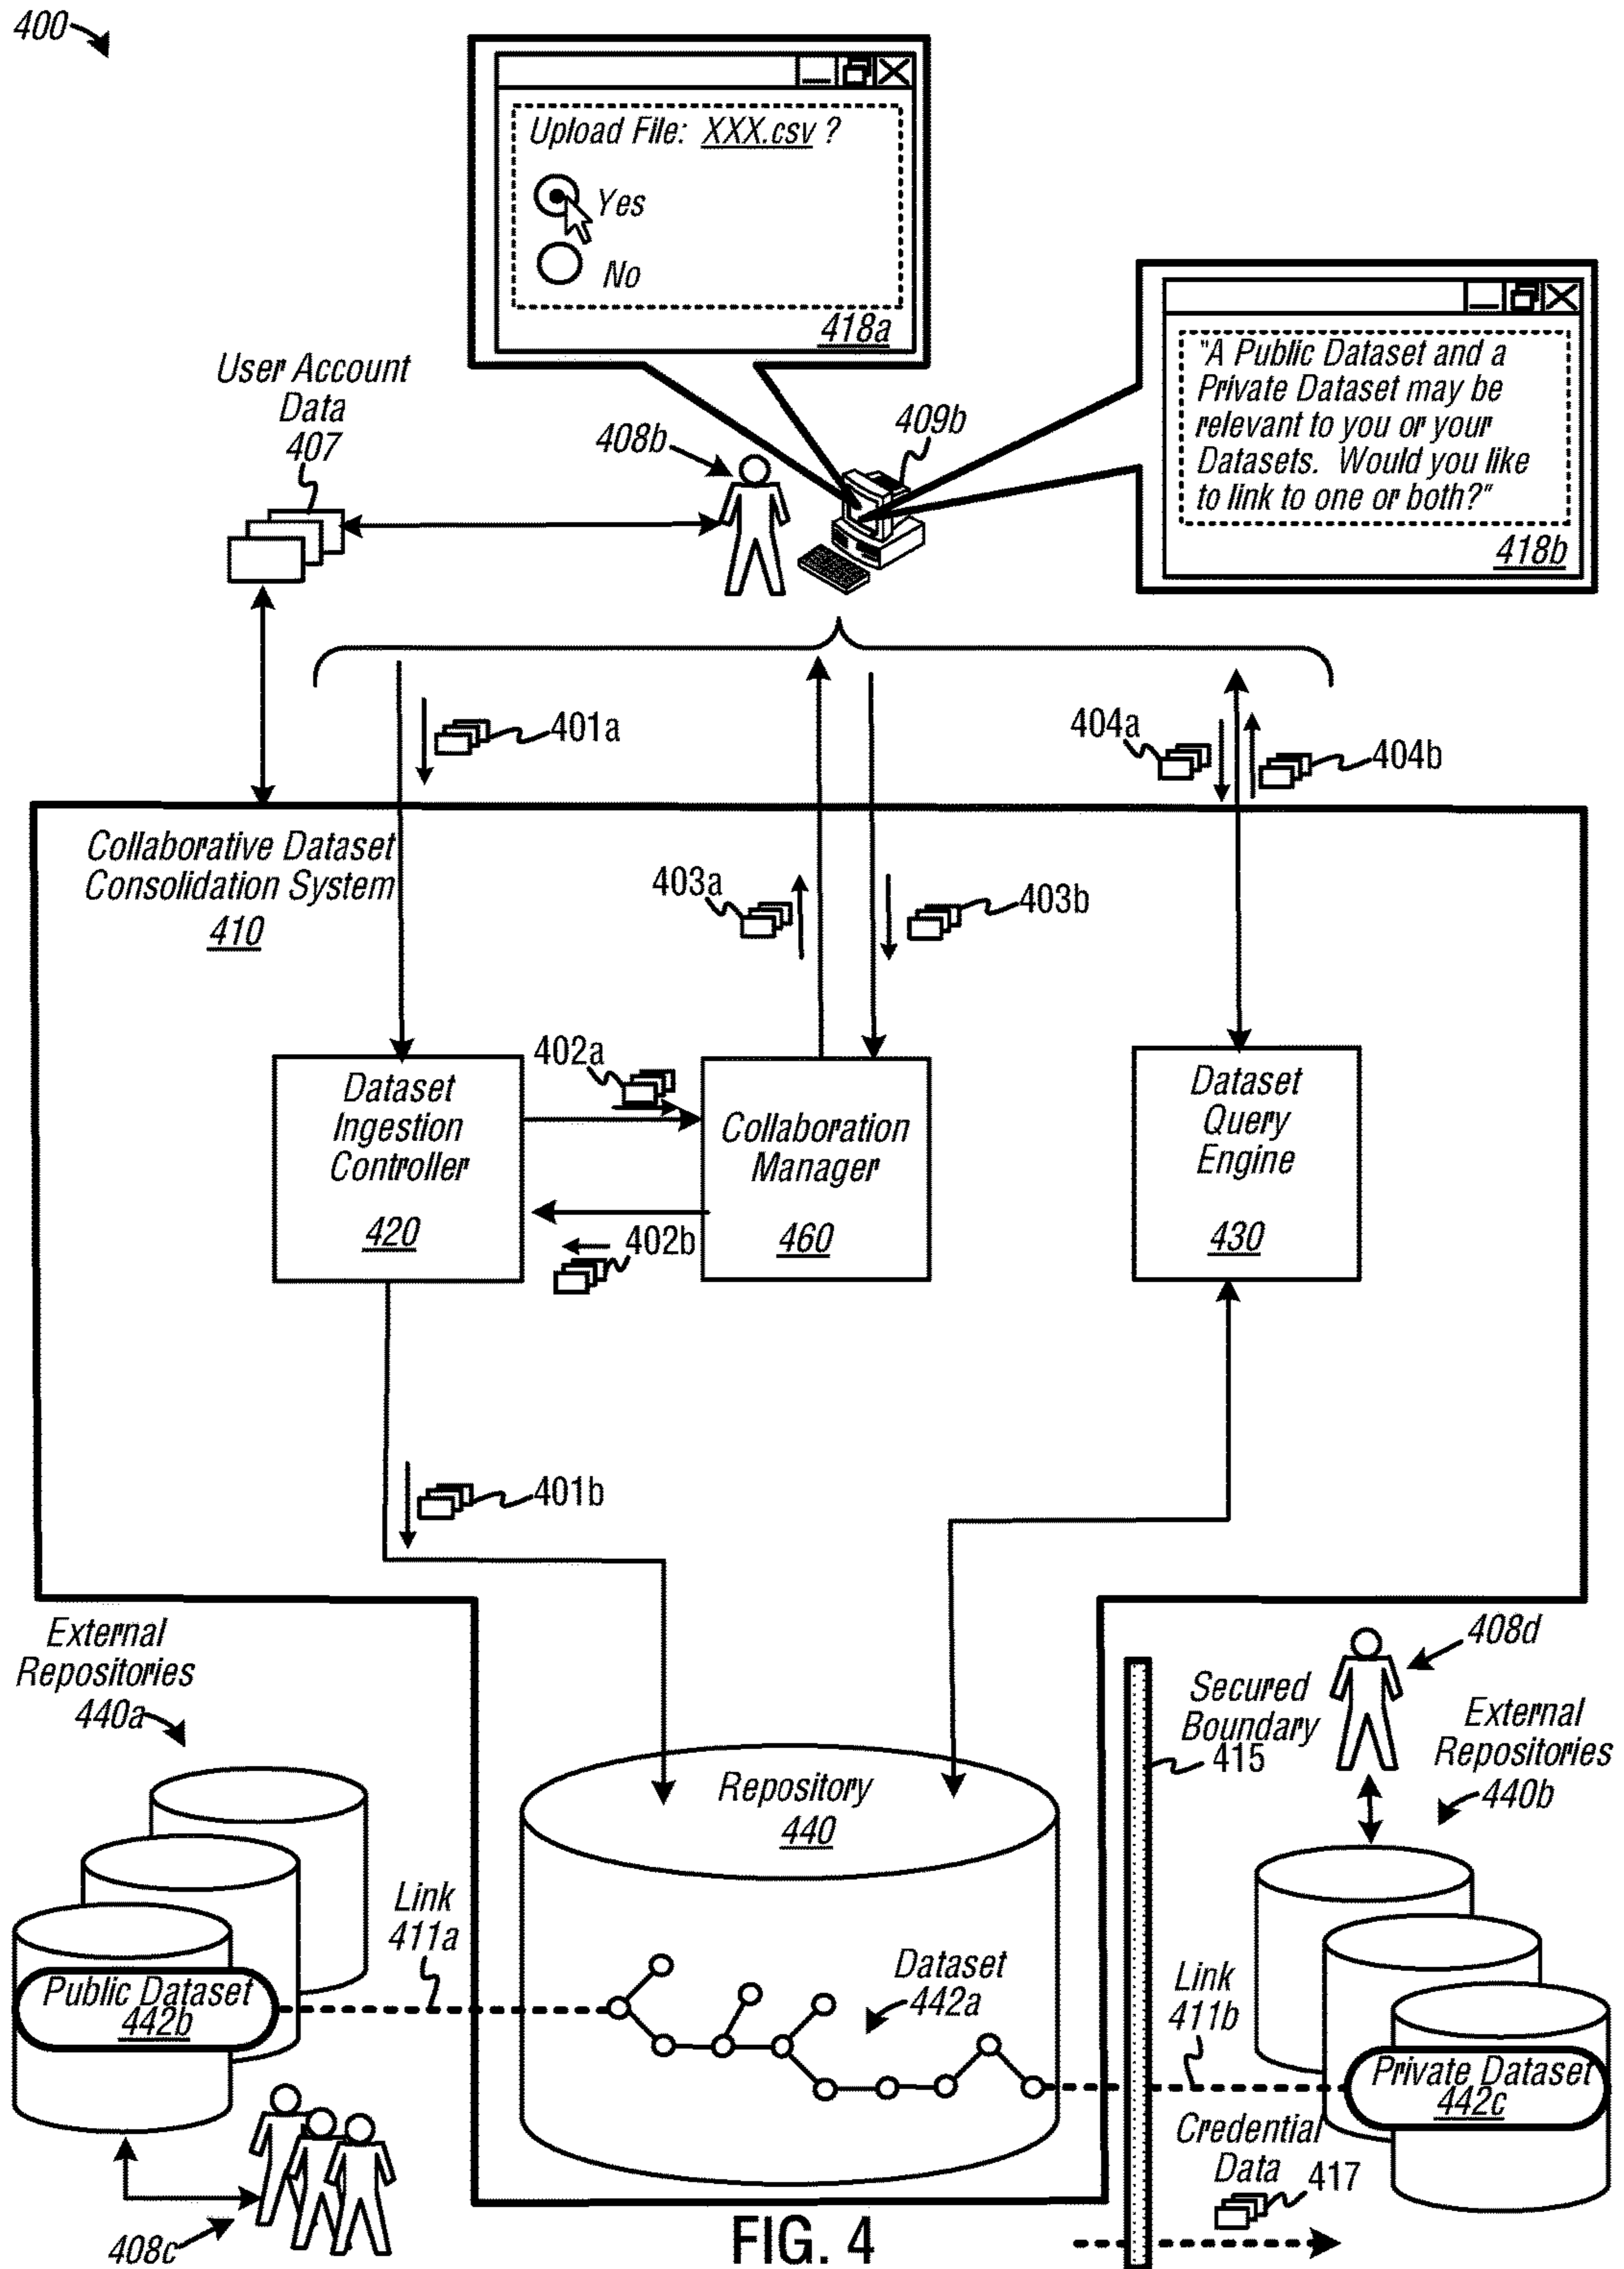 400
Upload File: XXX.csv ?
Yes
No
418a
"A Public Dataset and a
Private Dataset may be
relevant to you or your
Datasets. Would you like
to link to one or both?"
418b
User Account
Data
407
408b
409b
401a
404a
404b
Collaborative Dataset
Consolidation System
410
403a
403b
402a
Dataset
Ingestion
Controller
420
Collaboration
Manager
460
Dataset
Query
Engine
430
402b
401b
External
Repositories
440a
408d
Secured
Boundary
415
External
Repositories
440b
Repository
440
Link
411a
Dataset
442a
Link
411b
Public Dataset
442b
Private Dataset
442c
Credential
Data
417
408c
FIG. 4